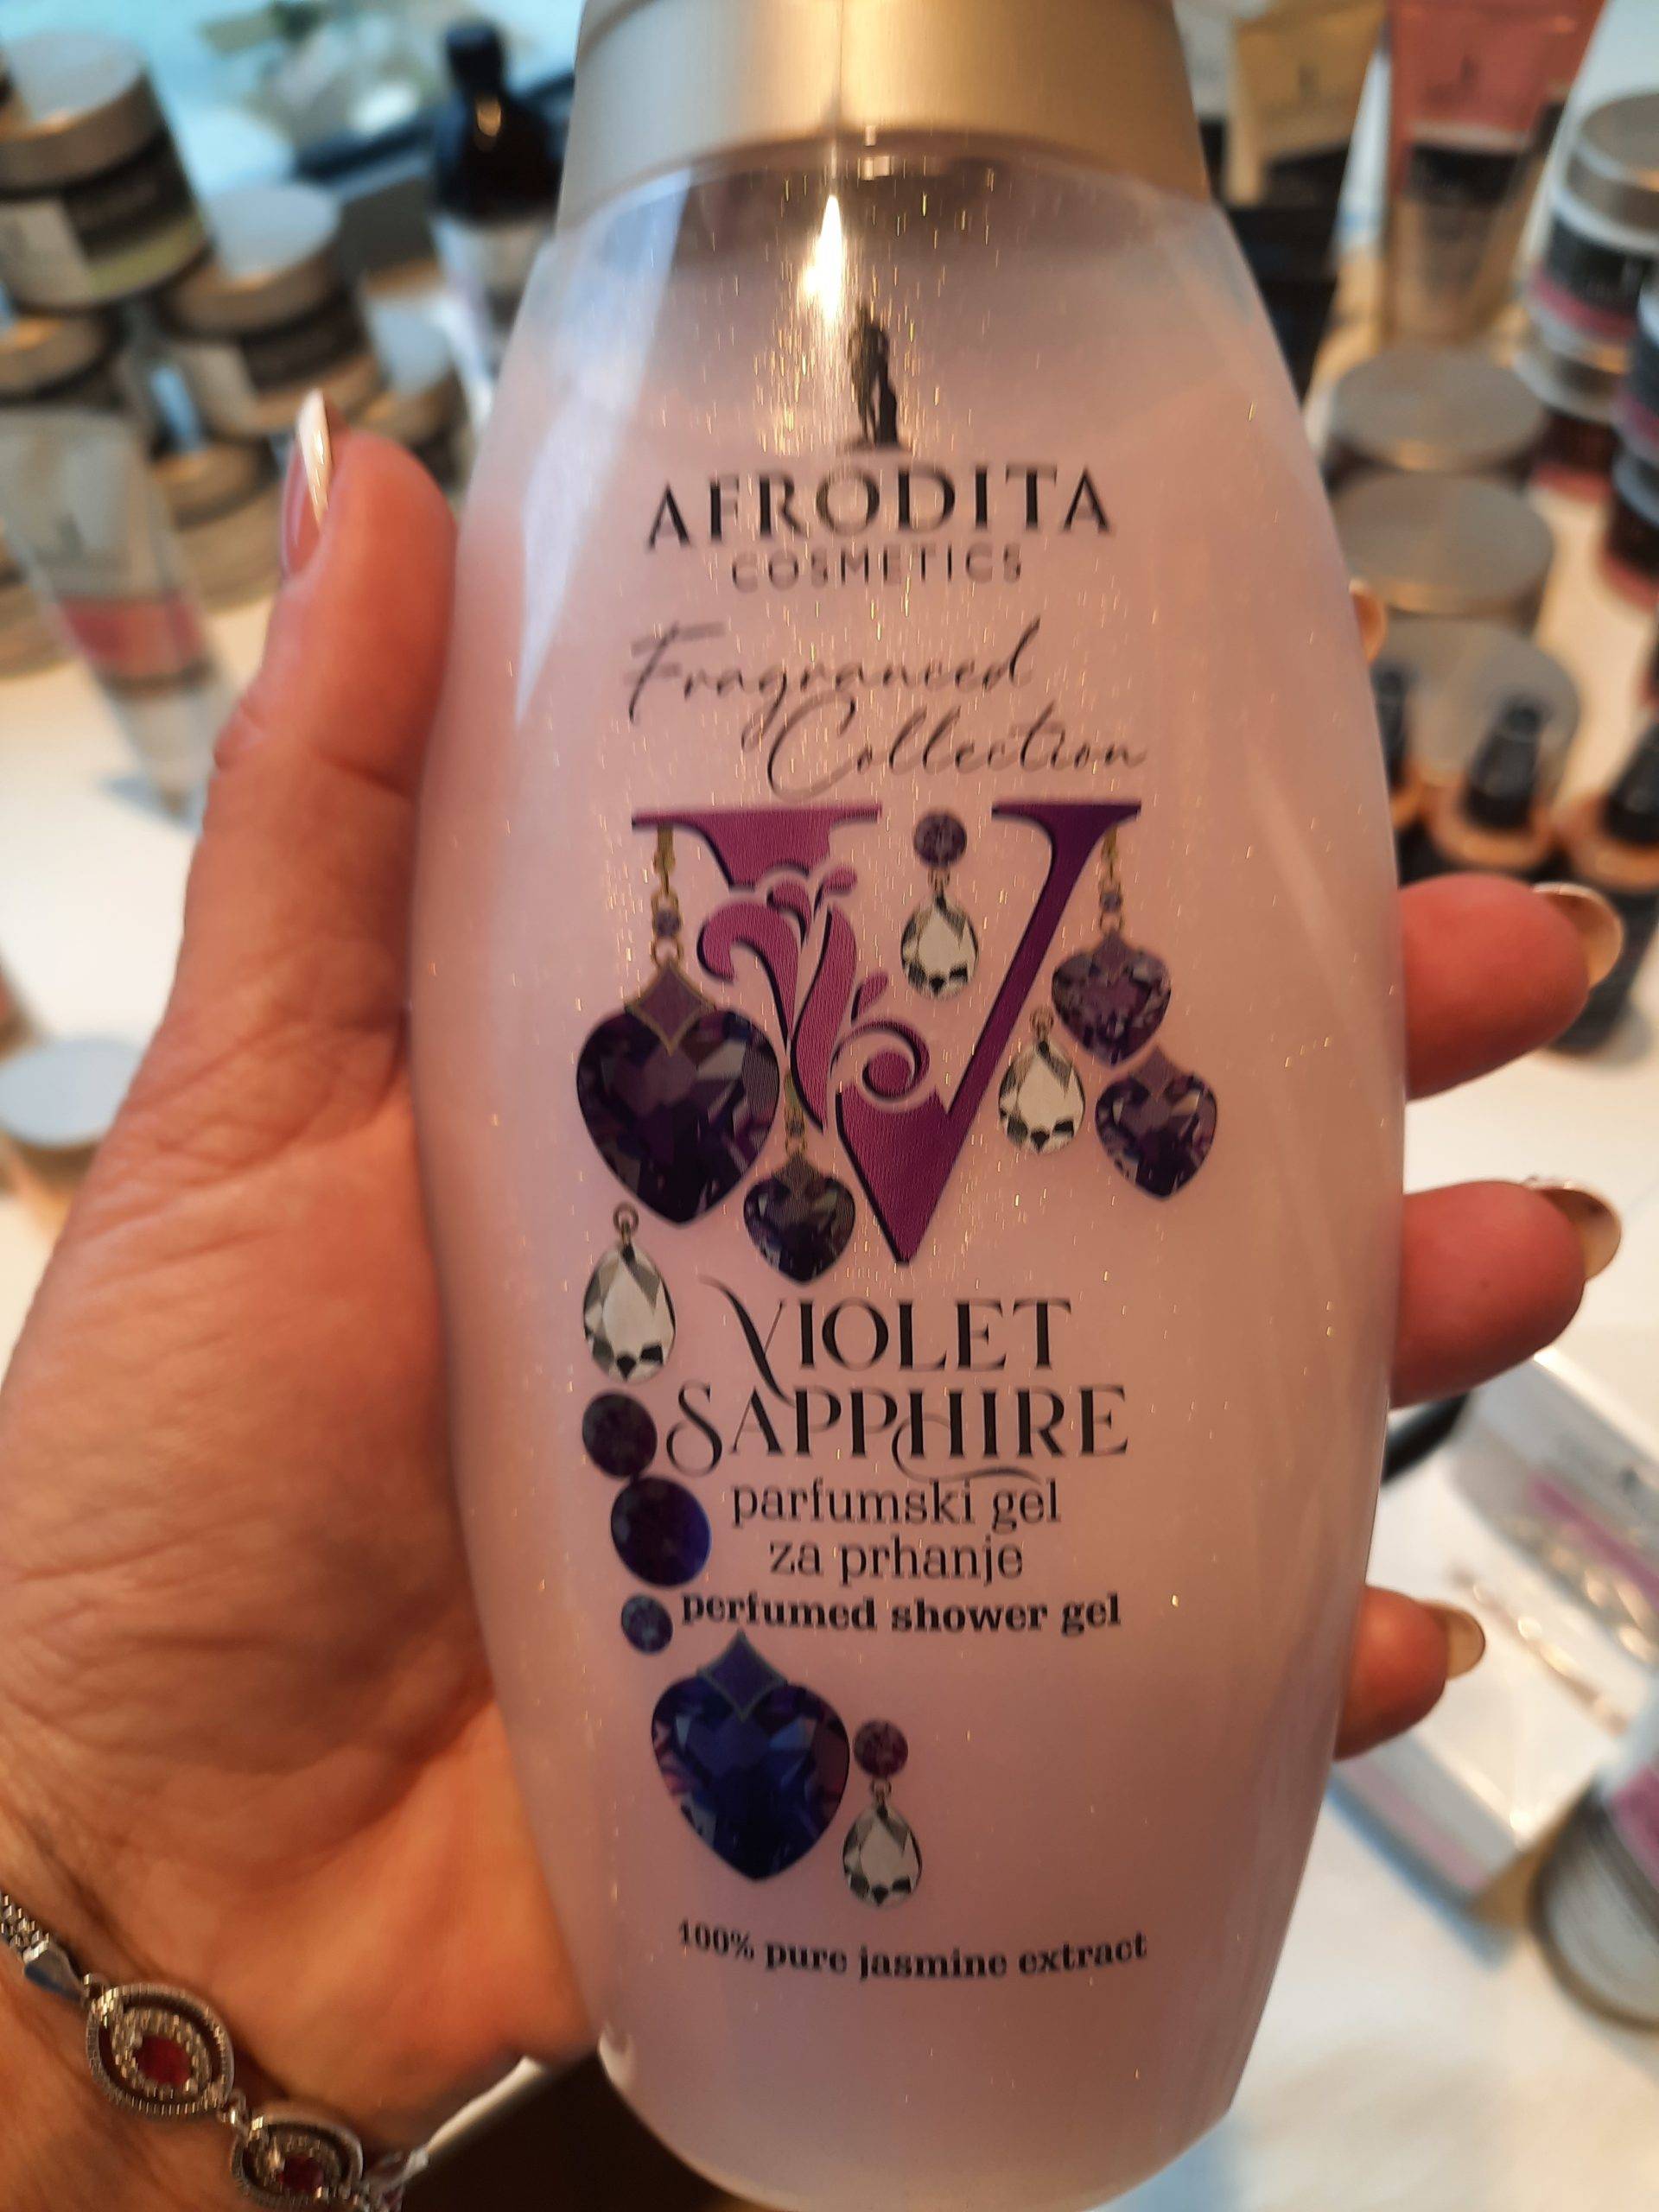 AFRODITA
COSMETICS
Fragranced
Collection
V
VIOLET
SAPPHIRE
parfumski gel
za prhanje
perfumed shower gel
100% pure jasmine extract